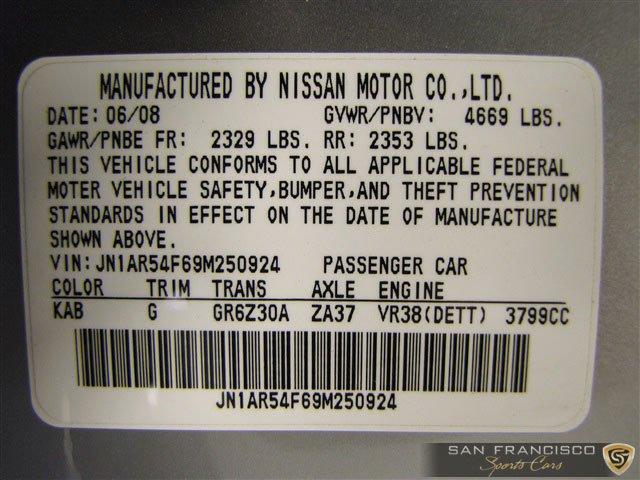 MANUFACTURED BY NISSAN MOTOR CO.,LTD.
DATE: 06/08 GVWR/PNBV: 4669 LBS.
GAWR/PNBE FR: 2329 LBS. RR: 2353 LBS.
THIS VEHICLE CONFORMS TO ALL APPLICABLE FEDERAL
MOTER VEHICLE SAFETY,BUMPER,AND THEFT PREVENTION
STANDARDS IN EFFECT ON THE DATE OF MANUFACTURE
SHOWN ABOVE.
VIN: JN1AR54F69M250924 PASSENGER CAR
COLOR TRIM TRANS AXLE ENGINE
KAB G GR6Z30A ZA37 VR38(DETT) 3799CC
JN1AR54F69M250924
SAN FRANCISCO
Sports Cars